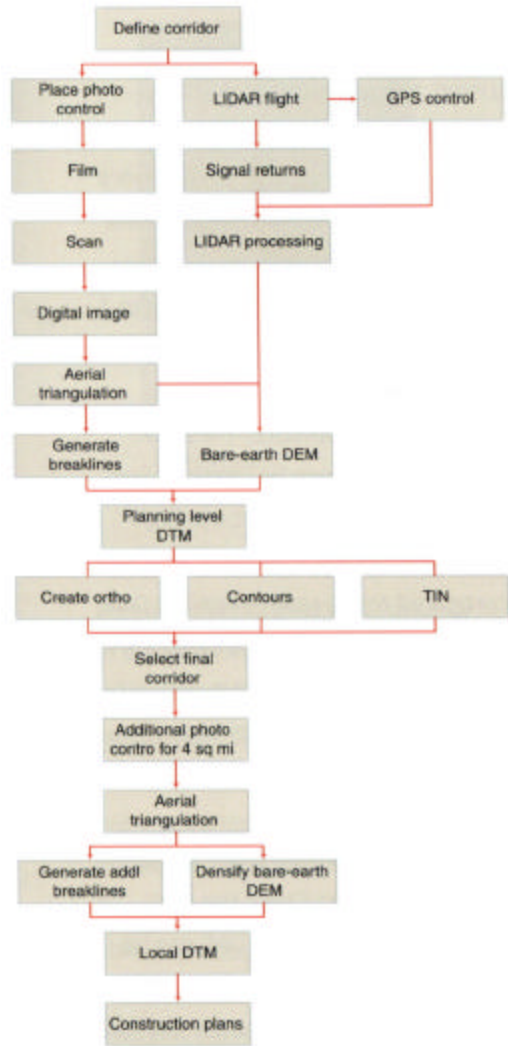 Define corridor
Place photo
control
LIDAR flight
GPS control
Film
Signal returns
Scan
LIDAR processing
Digital image
Aerial
triangulation
Generate
breaklines
Bare-earth DEM
Planning level
DTM
Create ortho
Contours
TIN
Select final
corridor
Additional photo
contro for 4 sq mi
Aerial
triangulation
Generate addl
breaklines
Densify bare-earth
DEM
Local DTM
Construction plans